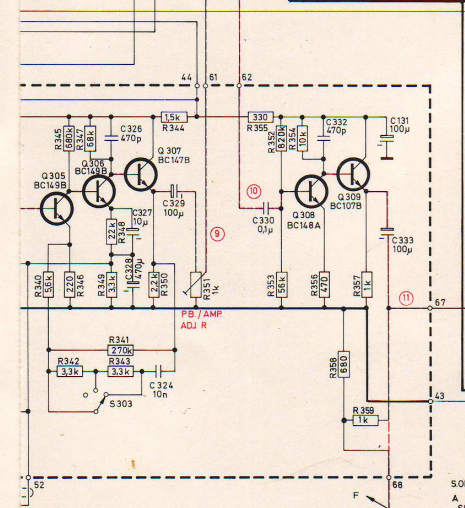 44
61
62
R345
680k
R347
68k
C326
470p
1,5k
R344
330
R355
R352
820k
R354
10k
C332
470p
C131
100µ
Q307
BC147B
Q306
BC149B
Q305
BC149B
C329
100µ
10
C330
0,1µ
Q308
BC148A
Q309
BC107B
C327
10µ
22k
R348
9
C333
100µ
C328
470µ
R340
5,6k
220
R346
R349
3,3k
2,2k
R350
R351
1k
R353
56k
R356
470
R357
1k
11
67
P.B./AMP.
ADJ. R
R341
270k
R342
3,3k
R343
3,3k
C324
10n
R358
680
43
S303
R359
1k
52
68
F
A